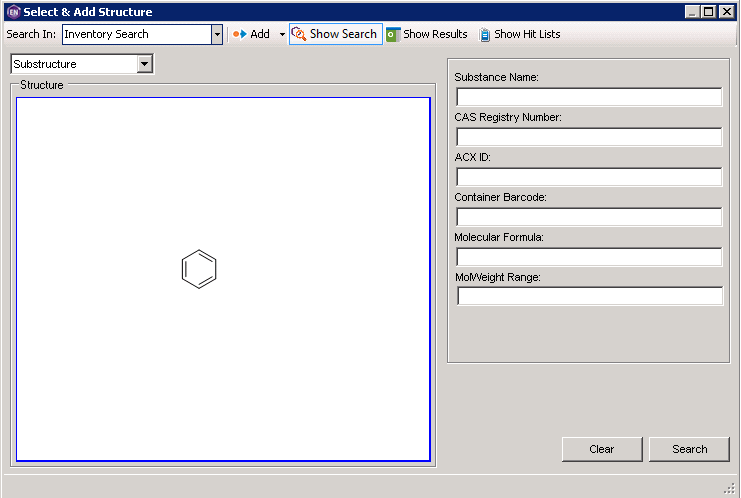 EN Select & Add Structure
Search In: Inventory Search Add Show Search Show Results Show Hit Lists
Substructure
Structure
Substance Name:
CAS Registry Number:
ACX ID:
Container Barcode:
Molecular Formula:
MolWeight Range:
Clear Search